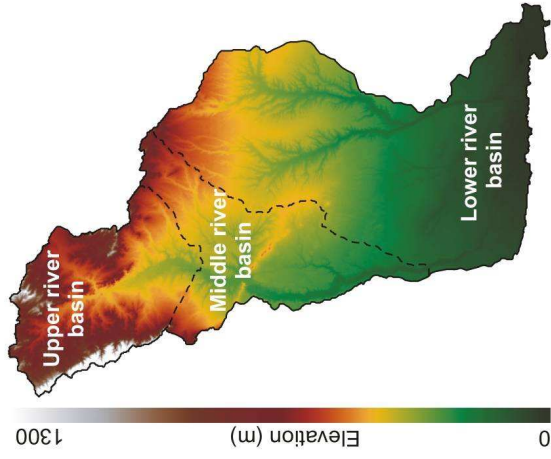 Upper river
basin
Middle river
basin
Lower river
basin
1300
Elevation (m)
0